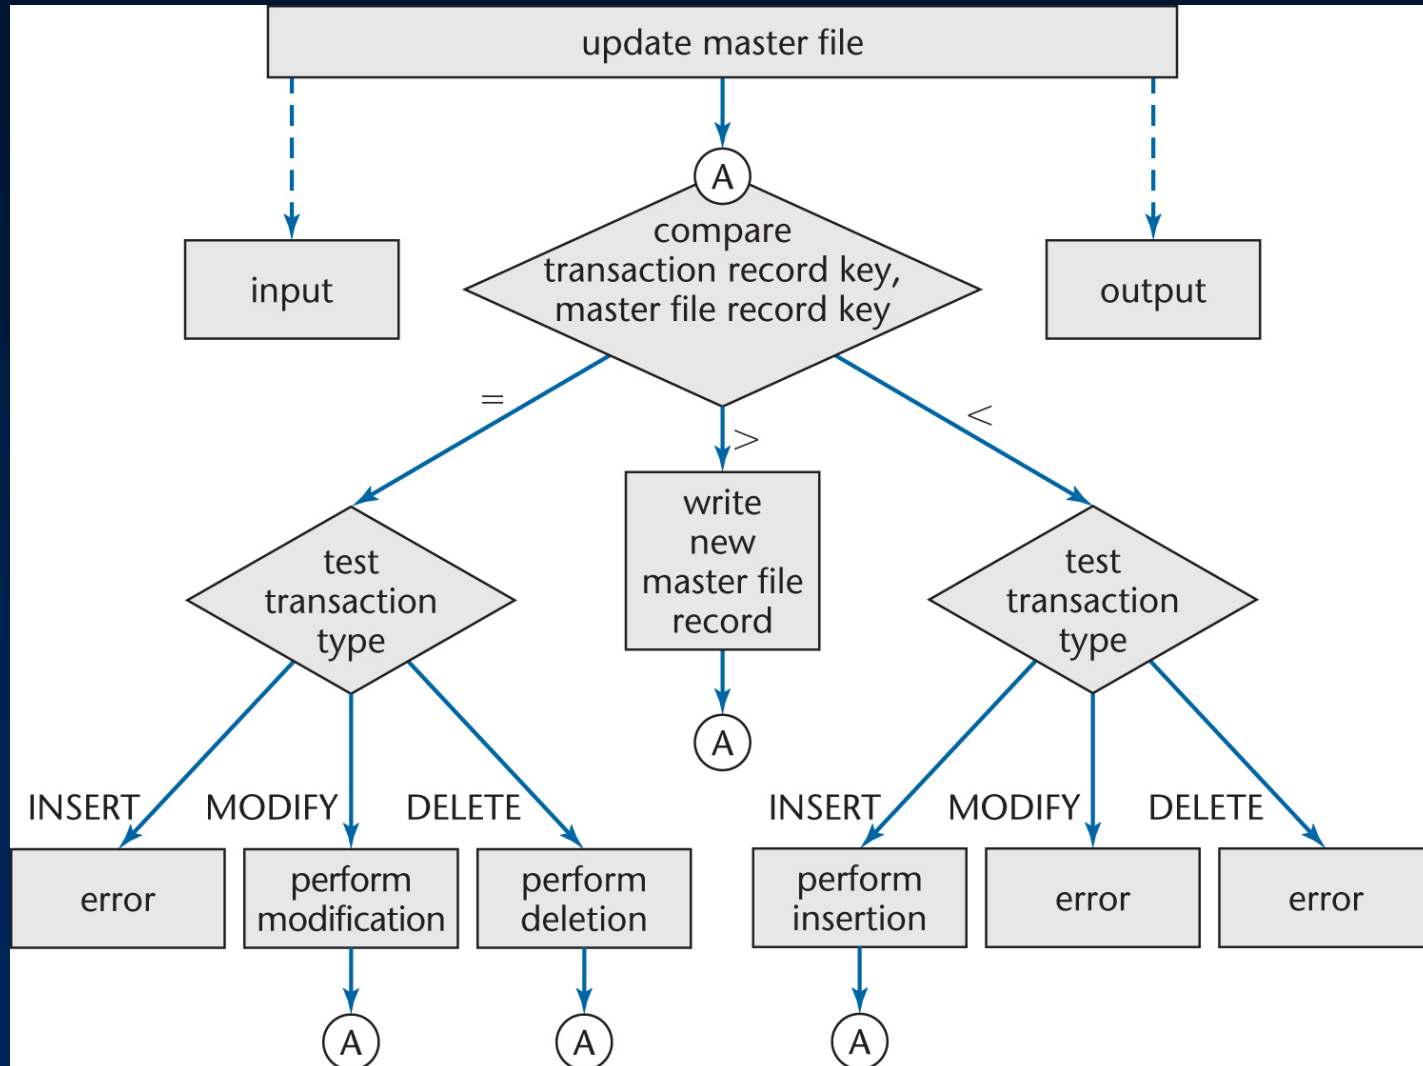 update master file
A
compare
transaction record key,
master file record key
input
output
=
>
<
write
new
master file
record
test
transaction
type
test
transaction
type
A
INSERT
MODIFY
DELETE
INSERT
MODIFY
DELETE
error
perform
modification
perform
deletion
perform
insertion
error
error
A
A
A